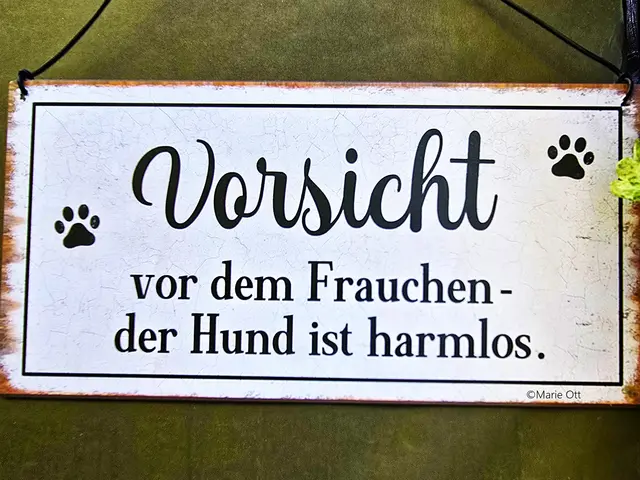 Vorsicht
vor dem Frauchen-
der Hund ist harmlos.
©Marie Ott